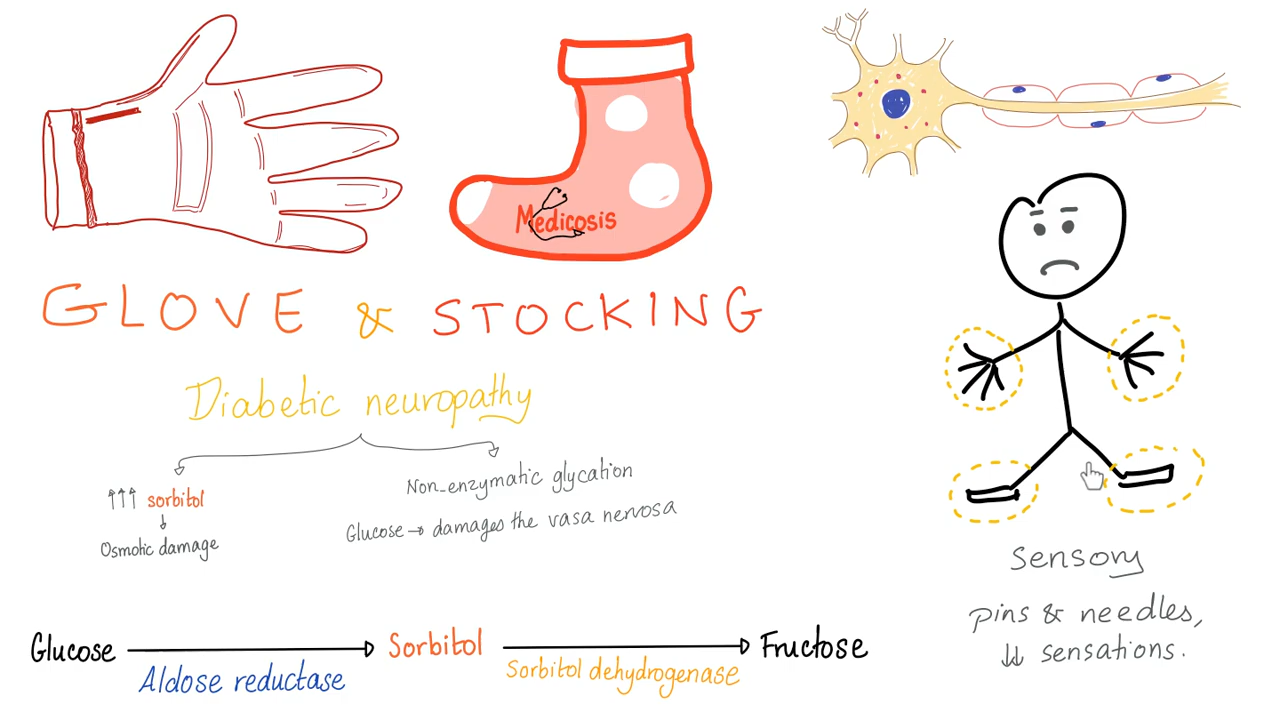 Medicosis
GLOVE & STOCKING
Diabetic neuropathy
↑↑↑ sorbitol
↓
Osmotic damage
Non-enzymatic glycation
Glucose → damages the vasa nervosa
Glucose → Sorbitol → Fructose
Aldose reductase
Sorbitol dehydrogenase
Sensory
pins & needles,
↓↓ sensations.